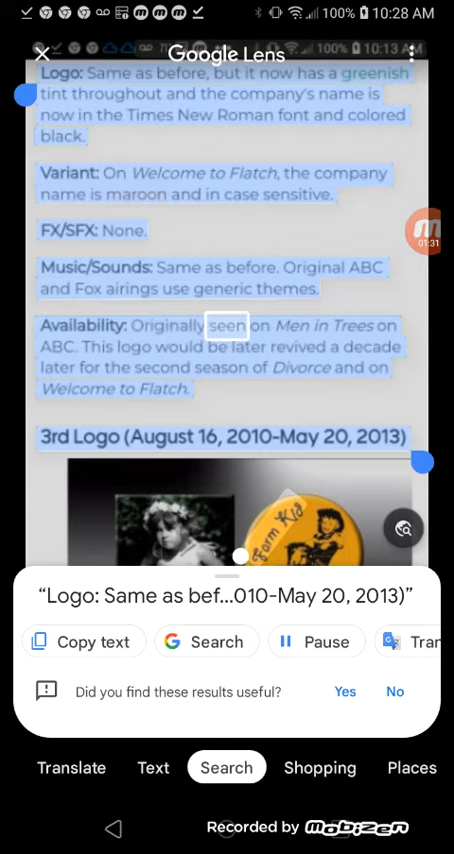 100% 10:28 AM
Google Lens
100% 10:13 AM
Logo: Same as before, but it now has a greenish
tint throughout and the company's name is
now in the Times New Roman font and colored
black.
Variant: On Welcome to Flatch, the company
name is maroon and in case sensitive.
FX/SFX: None.
Music/Sounds: Same as before. Original ABC
and Fox airings use generic themes.
Availability: Originally seen on Men in Trees on
ABC. This logo would be later revived a decade
later for the second season of Divorce and on
Welcome to Flatch.
01:31
3rd Logo (August 16, 2010-May 20, 2013)
Farm Kid
“Logo: Same as bef...010-May 20, 2013)”
Copy text Search Pause Tran
Did you find these results useful? Yes No
Translate Text Search Shopping Places
Recorded by mobizen